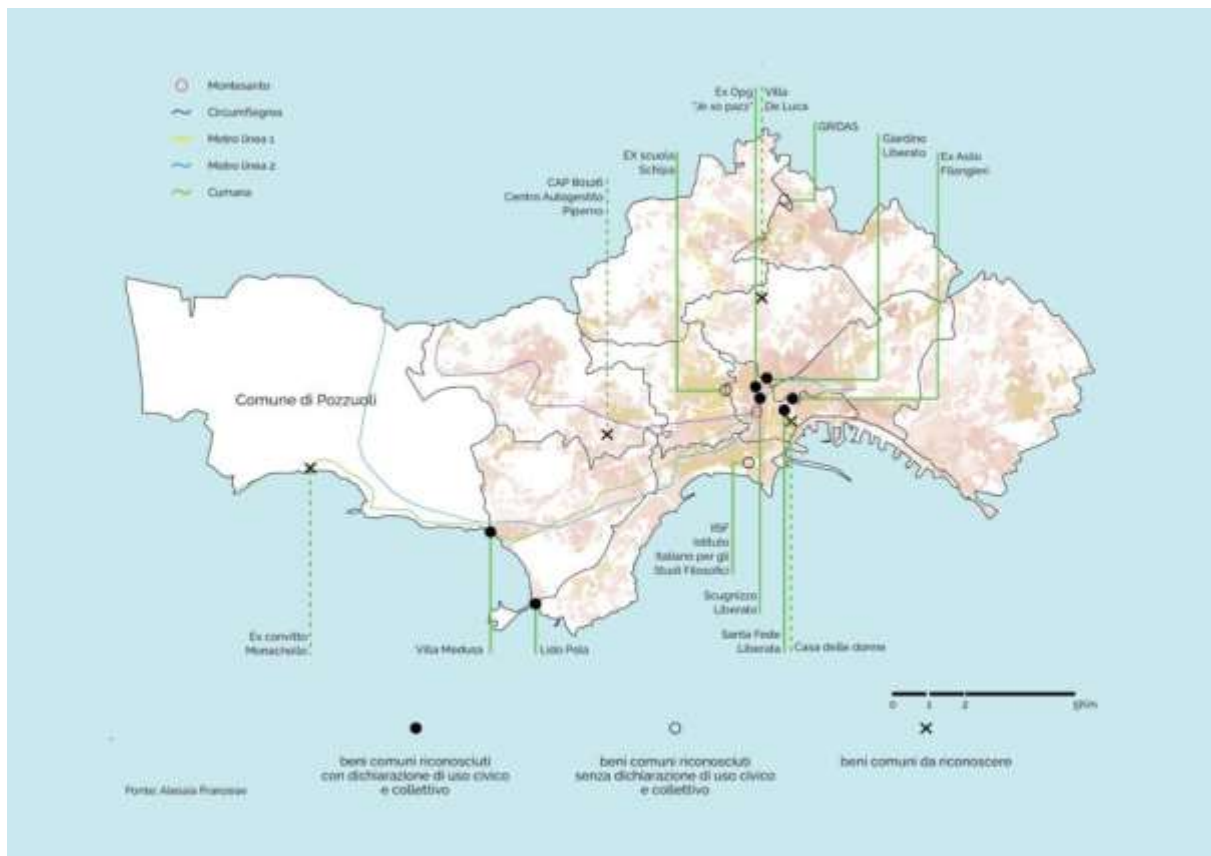 Montesanto
Circumflegrea
Metro linea 1
Metro linea 2
Cumana
Ex Opg
"Je so pazz"
Villa
De Luca
GRIDAS
Giardino
Liberato
Ex Asilo
Filangieri
EX scuola
Schipa
CAP 80126
Centro Autogestito
Piperno
Comune di Pozzuoli
IISF
Istituto
Italiano per gli
Studi Filosofici
Scugnizzo
Liberato
Santa Fede
Liberata
Casa delle donne
Ex convitto
Monachello
Villa Medusa
Lido Pola
0 1 2 5Km
beni comuni riconosciuti
con dichiarazione di uso civico
e collettivo
beni comuni riconosciuti
senza dichiarazione di uso civico
e collettivo
beni comuni da riconoscere
Fonte: Alessia Franzese